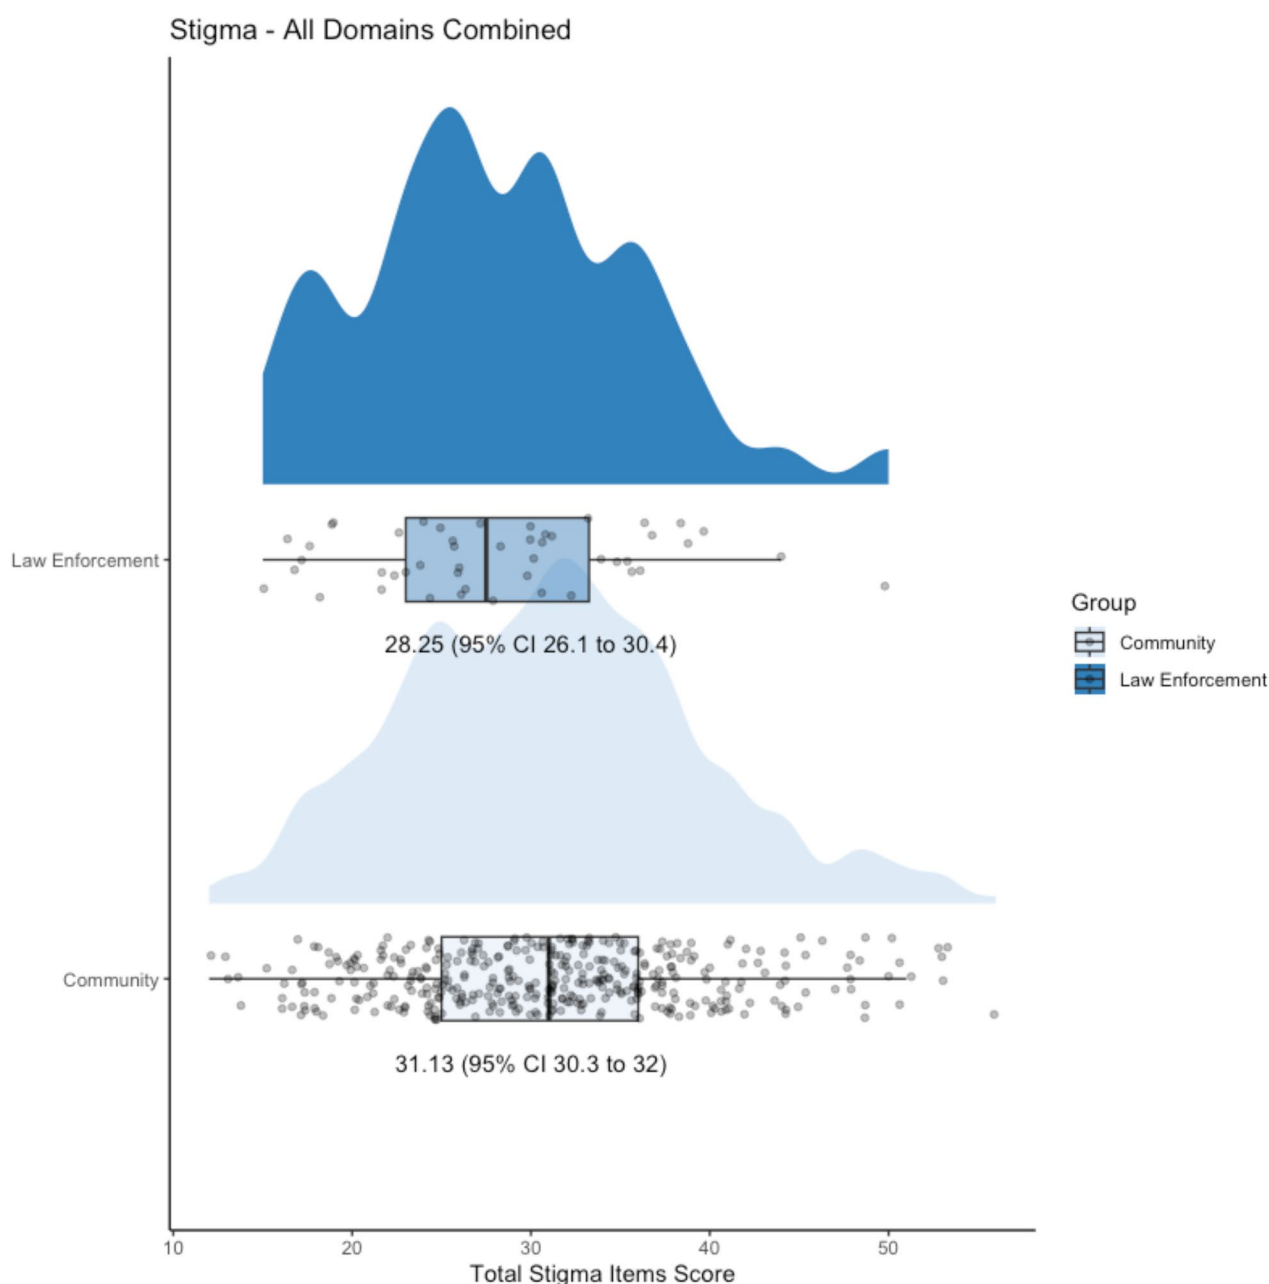 Stigma - All Domains Combined
Law Enforcement
28.25 (95% CI 26.1 to 30.4)
Community
31.13 (95% CI 30.3 to 32)
10 20 30 40 50
Total Stigma Items Score
Group
Community
Law Enforcement